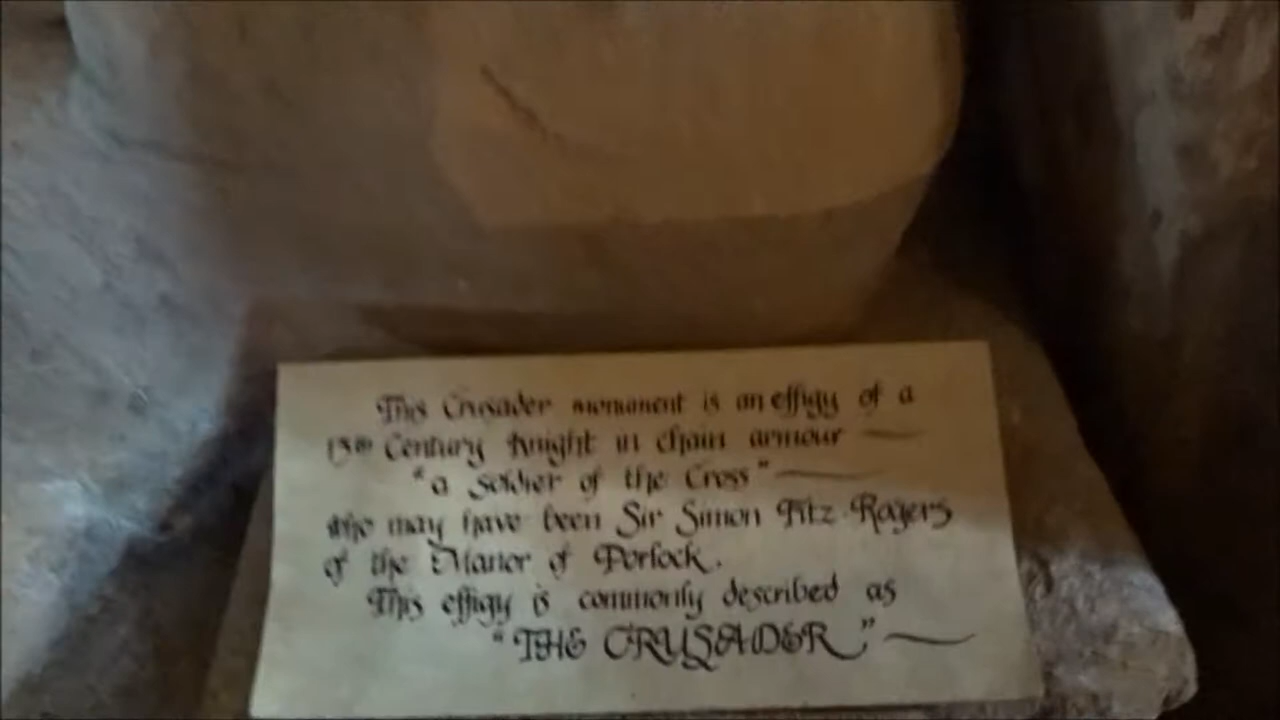 This Crusader monument is an effigy of a
13th Century Knight in chain armour —
"a Soldier of the Cross" —
who may have been Sir Simon Fitz-Rogers
of the Manor of Porlock.
This effigy is commonly described as
"THE CRUSADER" —